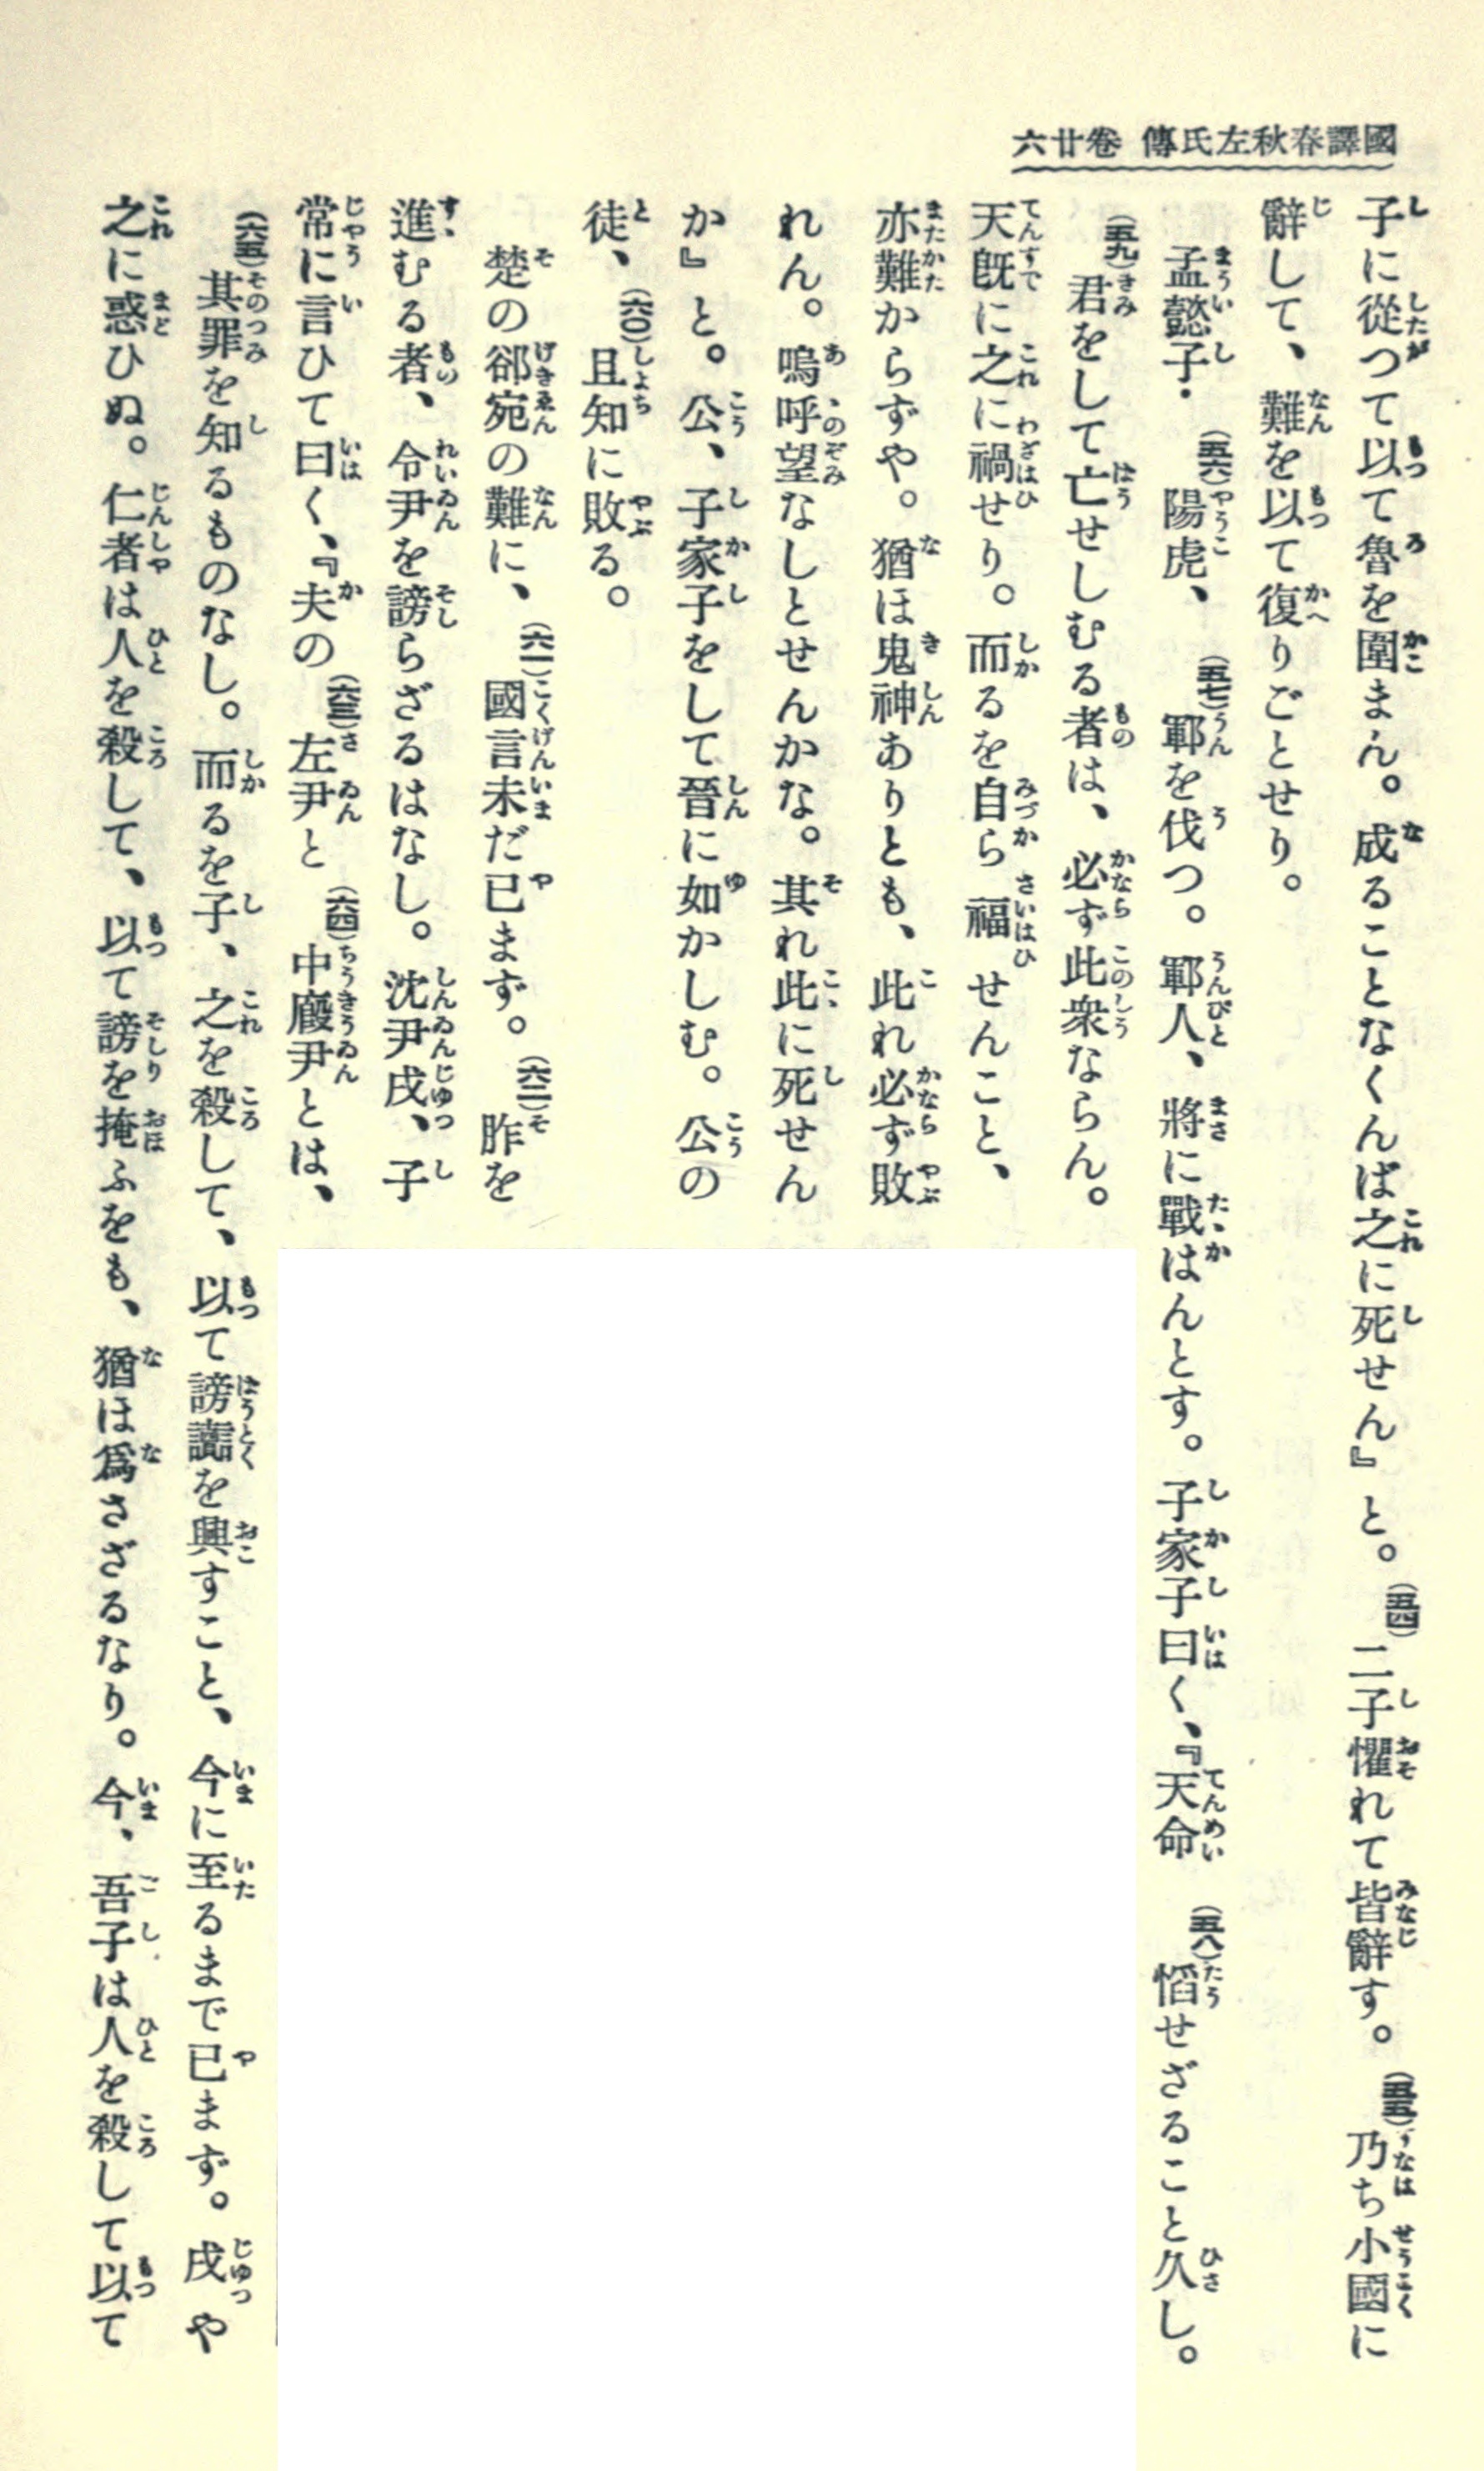 國譯春秋左氏傳 卷廿六
子に從つて以て魯を圍まん。成ることなくんば之に死せん』と。(五四)二子懼れて皆辭す。(五五)乃ち小國に
辭して、難を以て復りごとせり。
孟懿子・(五六)陽虎、(五七)鄆を伐つ。鄆人、將に戰はんとす。子家子曰く、『天命(五八)慆せざること久し。
(五九)君をして亡せしむる者は、必ず此衆ならん。
天旣に之に禍せり。而るを自ら福せんこと、
亦難からずや。猶ほ鬼神ありとも、此れ必ず敗
れん。嗚呼望なしとせんかな。其れ此に死せん
か』と。公、子家子をして晉に如かしむ。公の
徒、(六〇)且知に敗る。
楚の郤宛の難に、(六一)國言未だ已まず。(六二)胙を
進むる者、令尹を謗らざるはなし。沈尹戌、子
常に言ひて曰く、『夫の(六三)左尹と(六四)中廏尹とは、
(六五)其罪を知るものなし。而るを子、之を殺して、以て謗讟を興すこと、今に至るまで已まず。戌や
之に惑ひぬ。仁者は人を殺して、以て謗を掩ふをも、猶ほ爲さざるなり。今、吾子は人を殺して以て